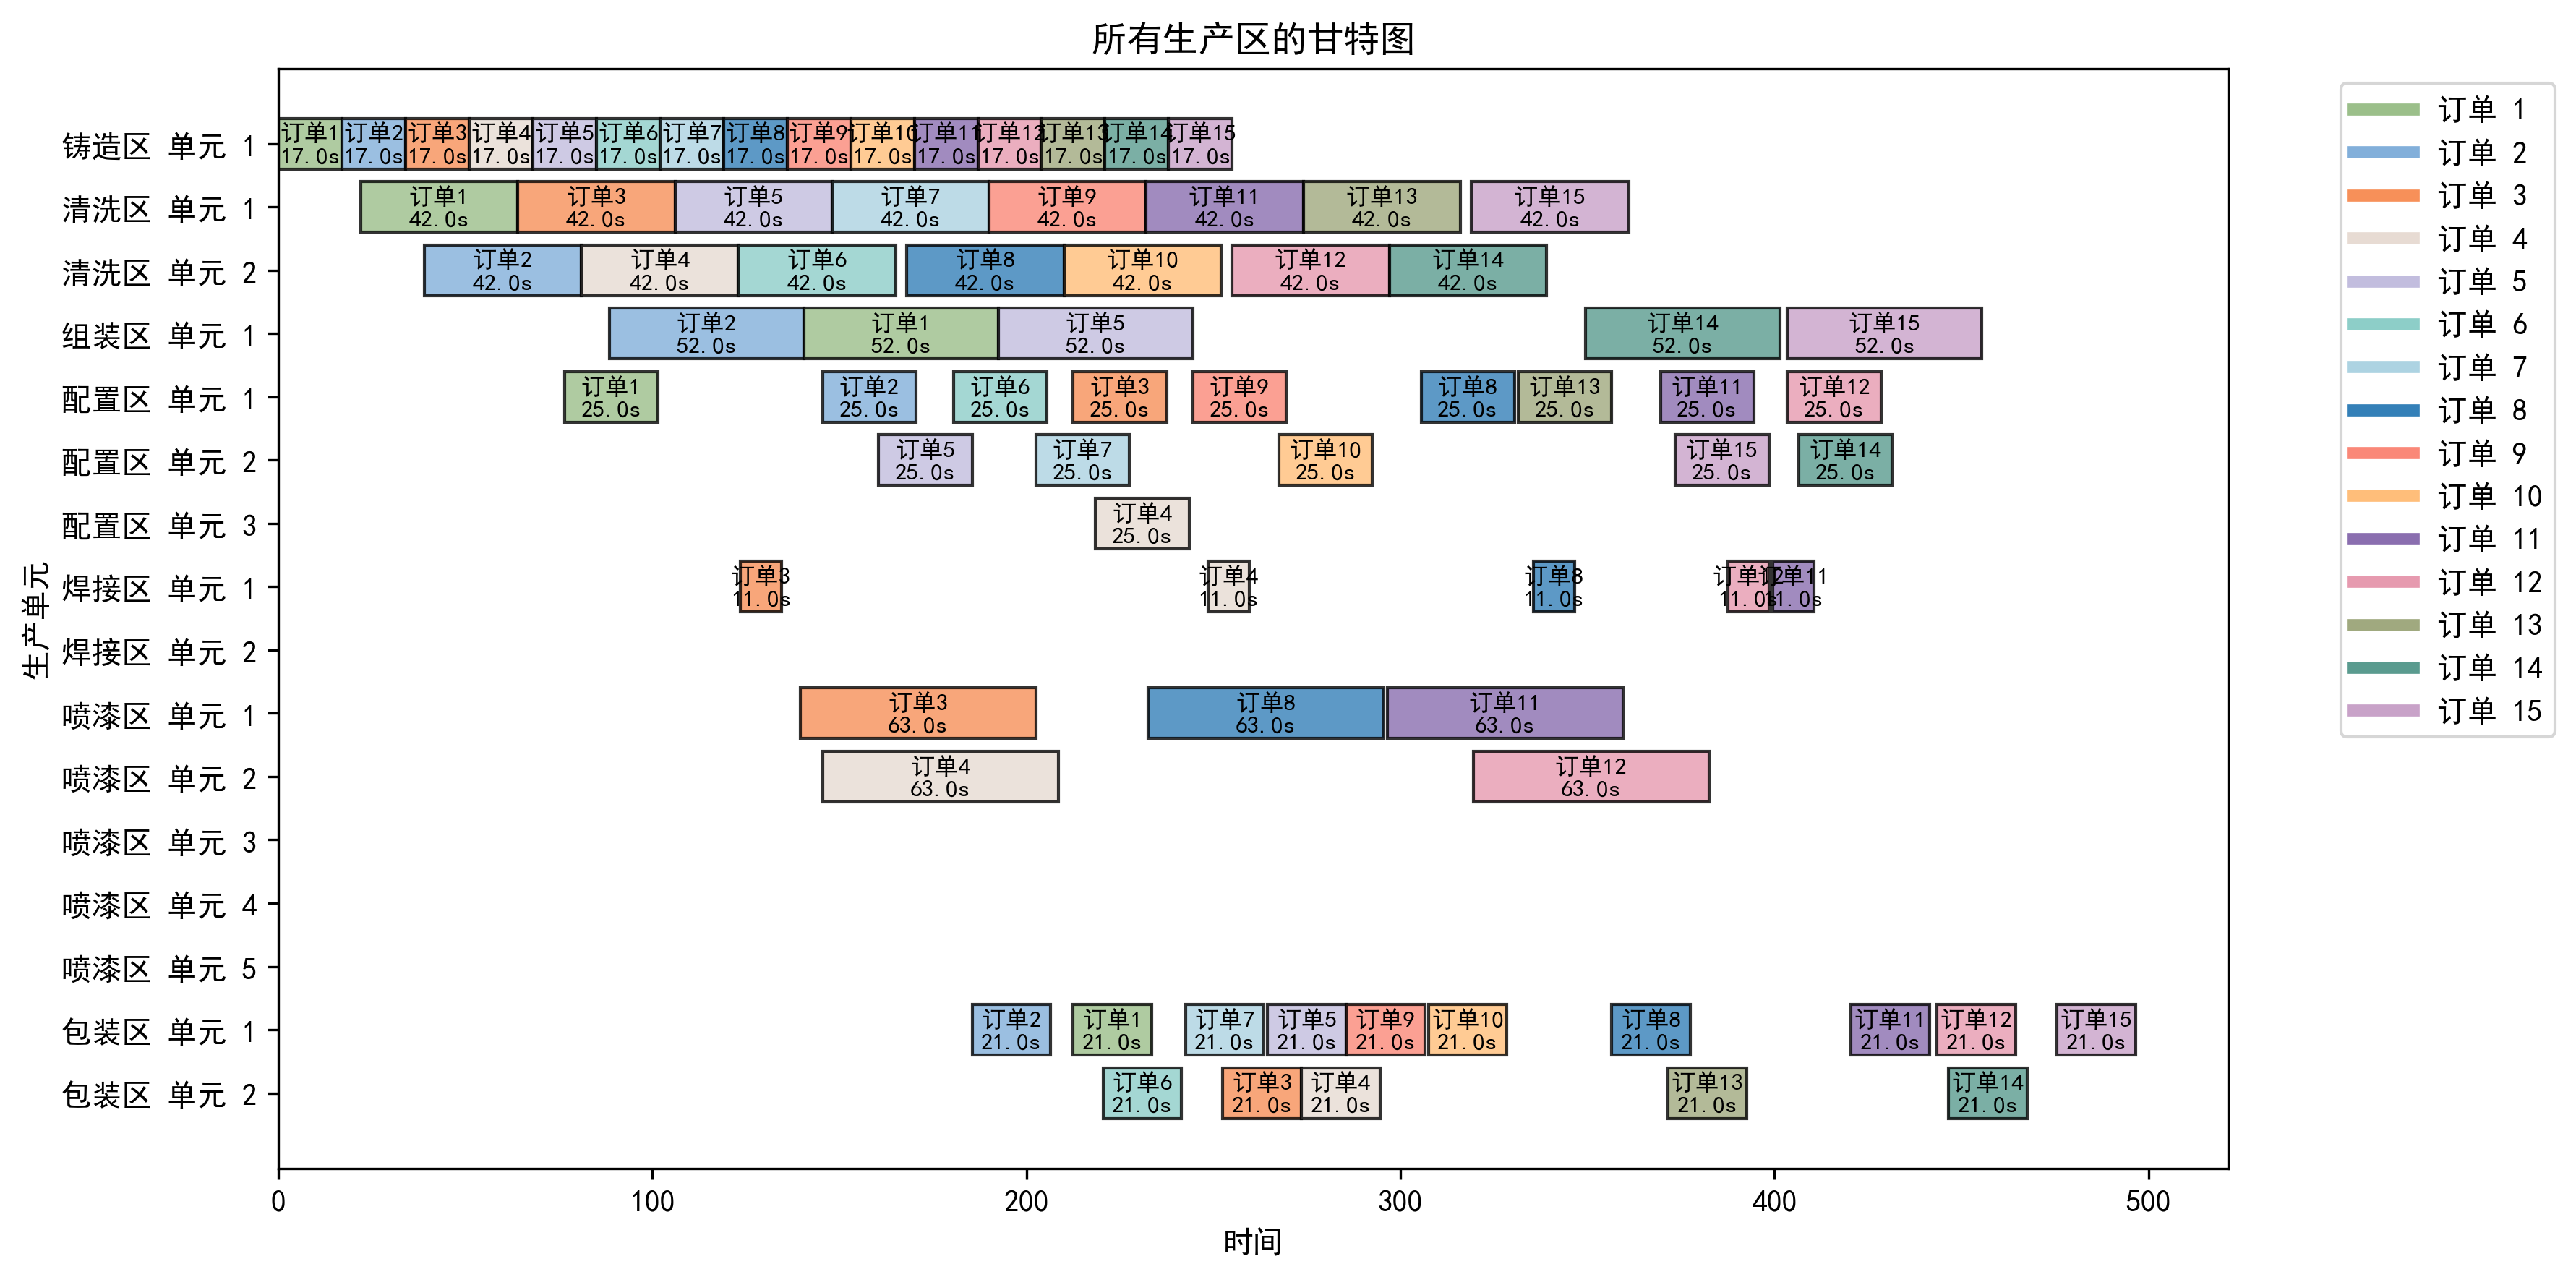 所有生产区的甘特图
生产单元
铸造区 单元 1
订单1 订单2 订单3 订单4 订单5 订单6 订单7 订单8 订单9 订单10 订单11 订单12 订单13 订单14 订单15
17.0s 17.0s 17.0s 17.0s 17.0s 17.0s 17.0s 17.0s 17.0s 17.0s 17.0s 17.0s 17.0s 17.0s 17.0s
清洗区 单元 1
订单1 订单3 订单5 订单7 订单9 订单11 订单13 订单15
42.0s 42.0s 42.0s 42.0s 42.0s 42.0s 42.0s 42.0s
清洗区 单元 2
订单2 订单4 订单6 订单8 订单10 订单12 订单14
42.0s 42.0s 42.0s 42.0s 42.0s 42.0s 42.0s
组装区 单元 1
订单2 订单1 订单5 订单14 订单15
52.0s 52.0s 52.0s 52.0s 52.0s
配置区 单元 1
订单1 订单2 订单6 订单3 订单9 订单8 订单13 订单11 订单12
25.0s 25.0s 25.0s 25.0s 25.0s 25.0s 25.0s 25.0s 25.0s
配置区 单元 2
订单5 订单7 订单10 订单15 订单14
25.0s 25.0s 25.0s 25.0s 25.0s
配置区 单元 3
订单4
25.0s
焊接区 单元 1
订单3 订单4 订单8 订单12 订单11
11.0s 11.0s 11.0s 11.0s 11.0s
焊接区 单元 2
喷漆区 单元 1
订单3 订单8 订单11
63.0s 63.0s 63.0s
喷漆区 单元 2
订单4 订单12
63.0s 63.0s
喷漆区 单元 3
喷漆区 单元 4
喷漆区 单元 5
包装区 单元 1
订单2 订单1 订单7 订单5 订单9 订单10 订单8 订单11 订单12 订单15
21.0s 21.0s 21.0s 21.0s 21.0s 21.0s 21.0s 21.0s 21.0s 21.0s
包装区 单元 2
订单6 订单3 订单4 订单13 订单14
21.0s 21.0s 21.0s 21.0s 21.0s
0 100 200 300 400 500
时间
订单 1
订单 2
订单 3
订单 4
订单 5
订单 6
订单 7
订单 8
订单 9
订单 10
订单 11
订单 12
订单 13
订单 14
订单 15